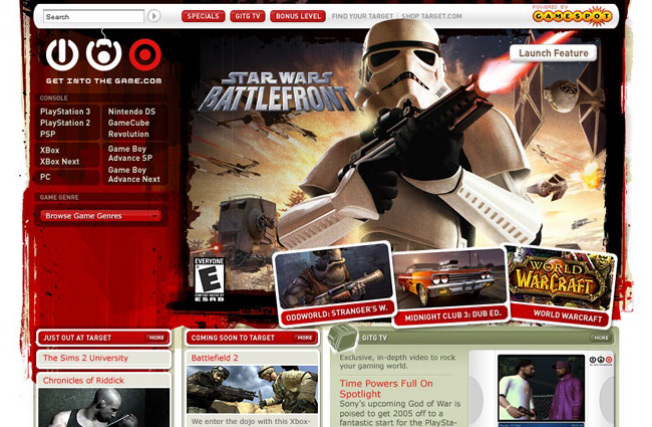 POWERED BY
Search
SPECIALS
GITG TV
BONUS LEVEL
FIND YOUR TARGET
SHOP TARGET.COM
GAMESPOT
GET INTO THE GAME.COM
Launch Feature
STAR WARS
BATTLEFRONT
CONSOLE
PlayStation 3
PlayStation 2
PSP
XBox
XBox Next
PC
Nintendo DS
GameCube
Revolution
Game Boy
Advance SP
Game Boy
Advance Next
GAME GENRE
Browse Game Genres
EVERYONE
E
ESRB
ODDWORLD: STRANGER'S W.
MIDNIGHT CLUB 3: DUB ED.
WORLD
WARCRAFT
WORLD WARCRAFT
JUST OUT AT TARGET
MORE
The Sims 2 University
Chronicles of Riddick
COMING SOON TO TARGET
MORE
Battlefield 2
We enter the dojo with this Xbox-
GITG TV
MORE
Exclusive, in-depth video to rock
your gaming world.
Time Powers Full On
Spotlight
Sony's upcoming God of War is
poised to get 2005 off to a
fantastic start for the PlaySta-